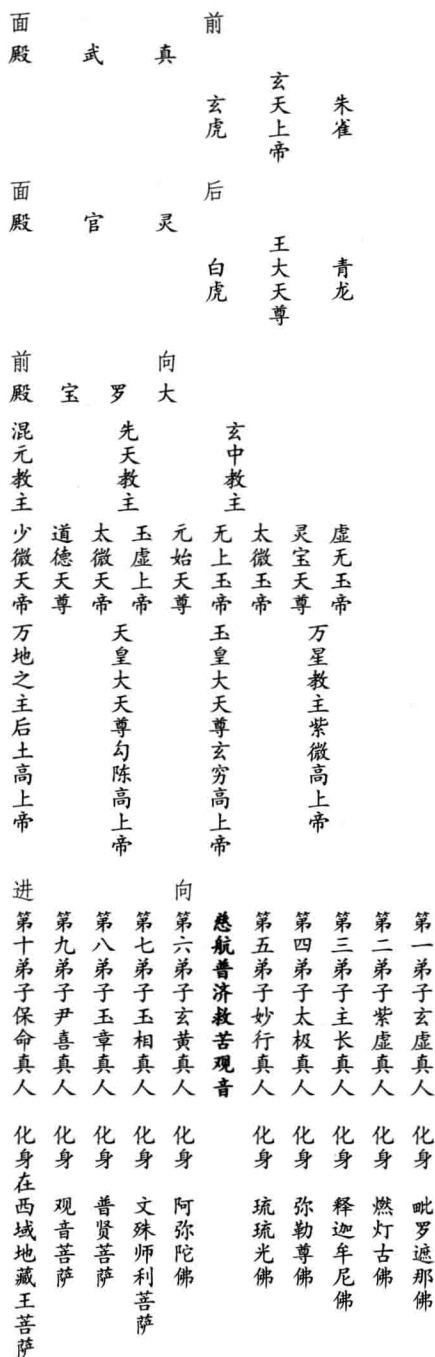 前面
真武殿
朱雀
玄天上帝
玄虎
后面
灵官殿
青龙
王大天尊
白虎
向前
大罗宝殿
玄中教主
先天教主
混元教主
虚无玉帝
灵宝天尊
太微玉帝
无上玉帝
元始天尊
玉虚上帝
太微天帝
道德天尊
少微天帝
万星教主紫微高上帝
玉皇大天尊玄穷高上帝
天皇大天尊勾陈高上帝
万地之主后土高上帝
向进
第一弟子玄虚真人 化身 毗罗遮那佛
第二弟子紫虚真人 化身 燃灯古佛
第三弟子主长真人 化身 释迦牟尼佛
第四弟子太极真人 化身 弥勒尊佛
第五弟子妙行真人 化身 琉琉光佛
慈航普济救苦观音
第六弟子玄黄真人 化身 阿弥陀佛
第七弟子玉相真人 化身 文殊师利菩萨
第八弟子玉章真人 化身 普贤菩萨
第九弟子尹喜真人 化身 观音菩萨
第十弟子保命真人 化身在西域地藏王菩萨